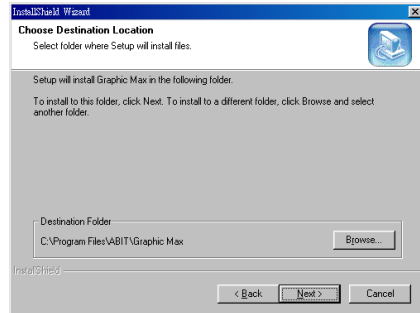 InstallShield Wizard
Choose Destination Location
Select folder where Setup will install files.
Setup will install Graphic Max in the following folder.
To install to this folder, click Next. To install to a different folder, click Browse and select
another folder.
Destination Folder
C:\Program Files\ABIT\Graphic Max
Browse...
InstallShield
< Back
Next >
Cancel